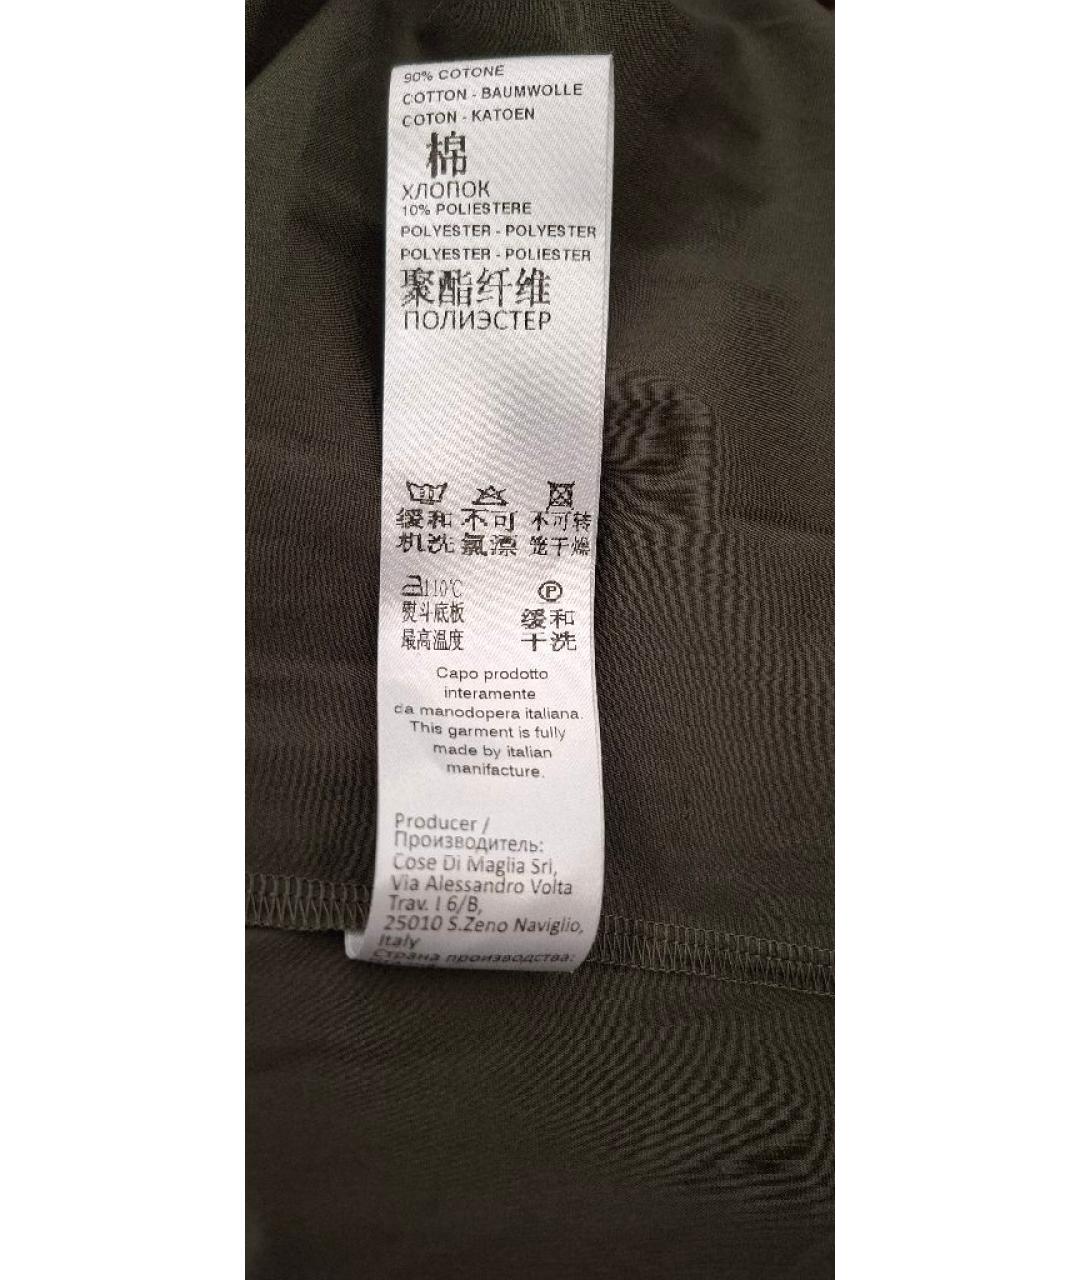 90% COTONE
COTTON - BAUMWOLLE
COTON - KATOEN
棉
ХЛОПОК
10% POLIESTERE
POLYESTER - POLYESTER
POLYESTER - POLIESTER
聚酯纤维
ПОЛИЭСТЕР
缓和 不可 不可转
机洗 氯漂 笼干燥
110℃ P
熨斗底板 缓和
最高温度 干洗
Capo prodotto
interamente
da manodopera italiana.
This garment is fully
made by italian
manifacture.
Producer /
Производитель:
Cose Di Maglia Srl,
Via Alessandro Volta
Trav. I 6/B,
25010 S.Zeno Naviglio,
Italy
Страна производства: